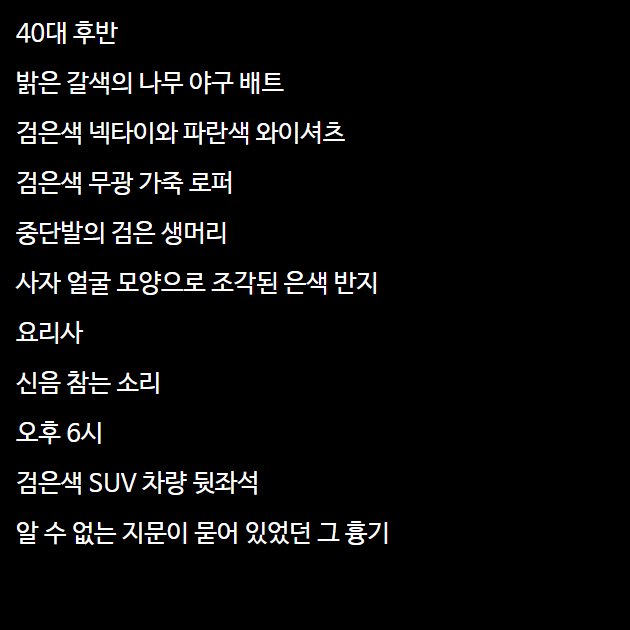 40대 후반
밝은 갈색의 나무 야구 배트
검은색 넥타이와 파란색 와이셔츠
검은색 무광 가죽 로퍼
중단발의 검은 생머리
사자 얼굴 모양으로 조각된 은색 반지
요리사
신음 참는 소리
오후 6시
검은색 SUV 차량 뒷좌석
알 수 없는 지문이 묻어 있었던 그 흉기